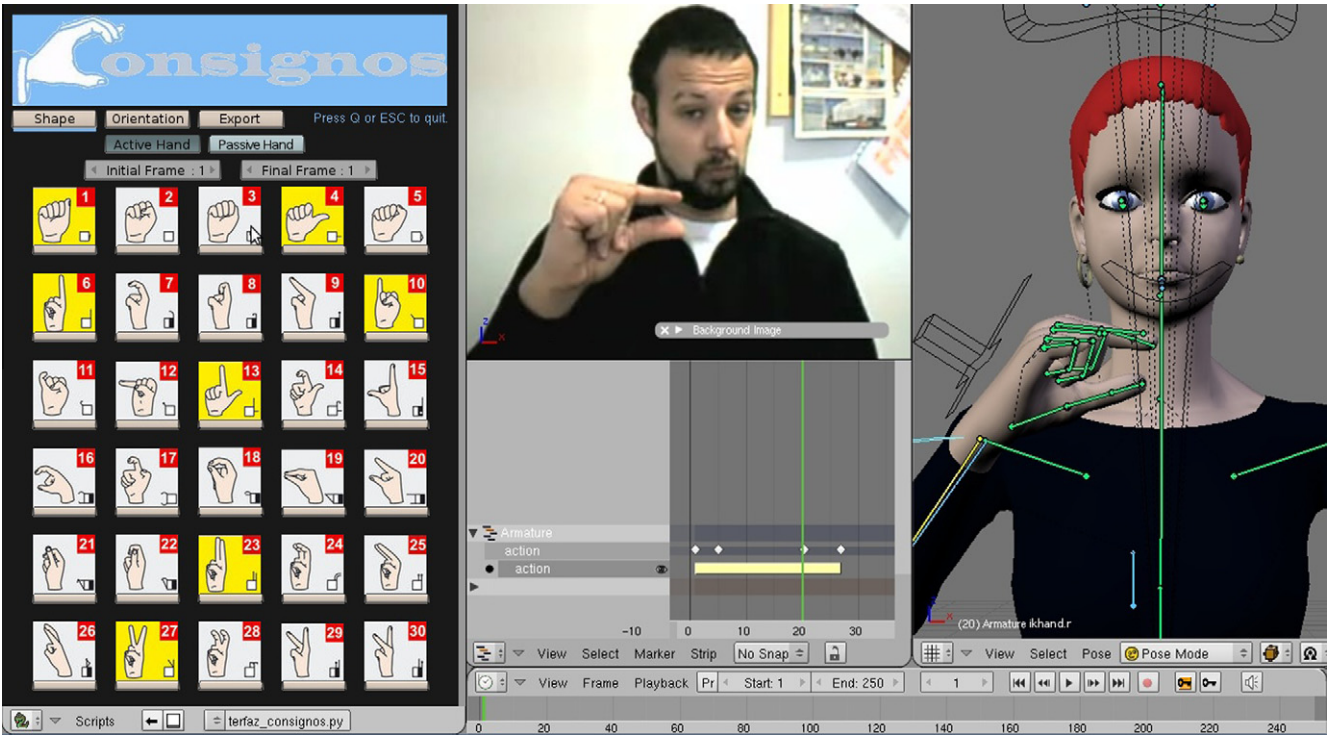 Consignos
Shape Orientation Export Press Q or ESC to quit.
Active Hand Passive Hand
Initial Frame : 1 Final Frame : 1
1 2 3 4 5
6 7 8 9 10
11 12 13 14 15
16 17 18 19 20
21 22 23 24 25
26 27 28 29 30
Scripts terfaz_consignos.py
z
x
Background Image
Armature
action
action
-10 0 10 20 30
View Select Marker Strip No Snap
View Frame Playback Pr Start: 1 End: 250 1
0 20 40 60 80 100 120 140 160 180 200 220 240
x
(20) Armature ikhand.r
View Select Pose Pose Mode